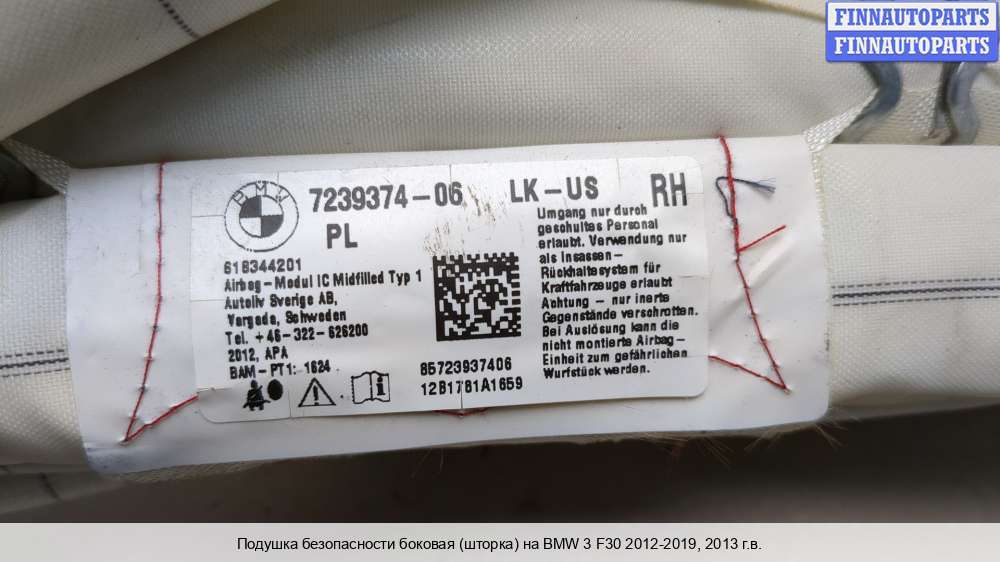 FINNAUTOPARTS
FINNAUTOPARTS
BMW
7239374-06 LK-US RH
PL
616344201
Airbag-Modul IC Midfilled Typ 1
Autoliv Sverige AB,
Vargada, Schweden
Tel. +46-322-626200
2012, APA
BAM-PT1: 1624
85723937406
12B1781A1659
Umgang nur durch
geschultes Personal
erlaubt. Verwendung nur
als Insassen-
Rückhaltesystem für
Kraftfahrzeuge erlaubt
Achtung - nur inerte
Gegenstände verschrotten.
Bei Auslösung kann die
nicht montierte Airbag-
Einheit zum gefährlichen
Wurfstück werden.
Подушка безопасности боковая (шторка) на BMW 3 F30 2012-2019, 2013 г.в.